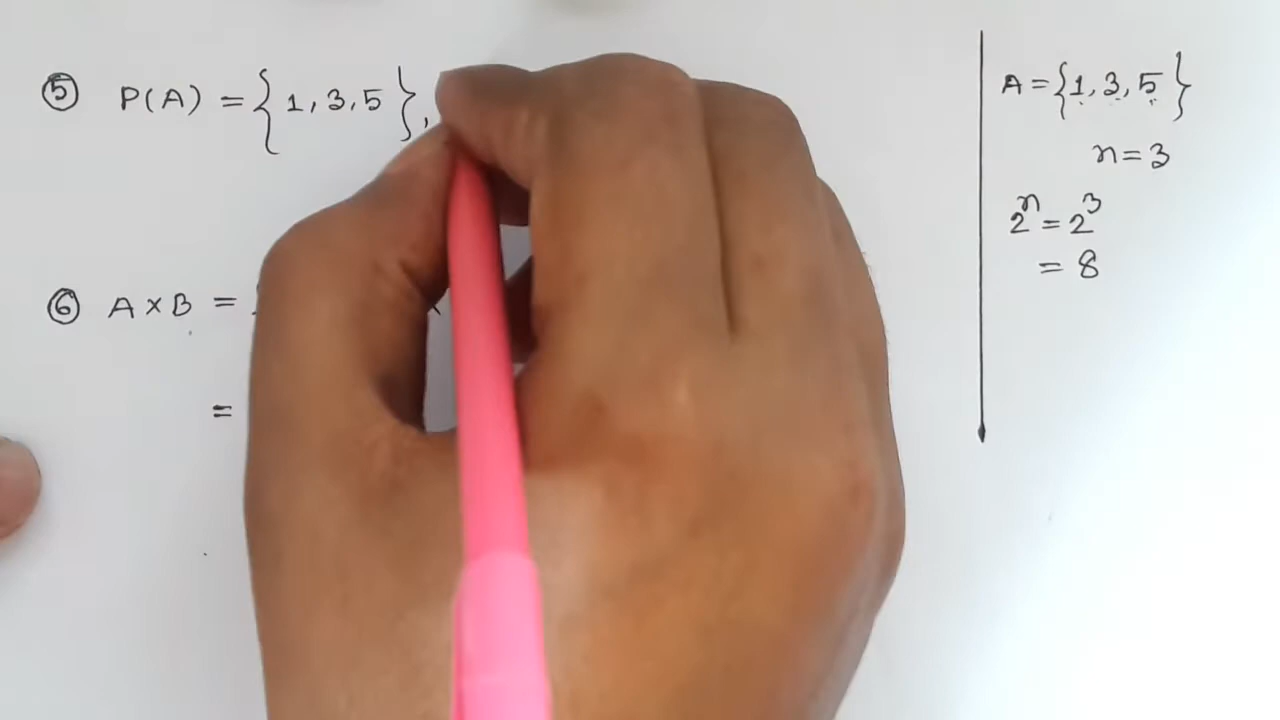 ⑤ P(A) = { 1, 3, 5 },
⑥ A × B =
=
A = { 1, 3, 5 }
n = 3
2ⁿ = 2³
= 8